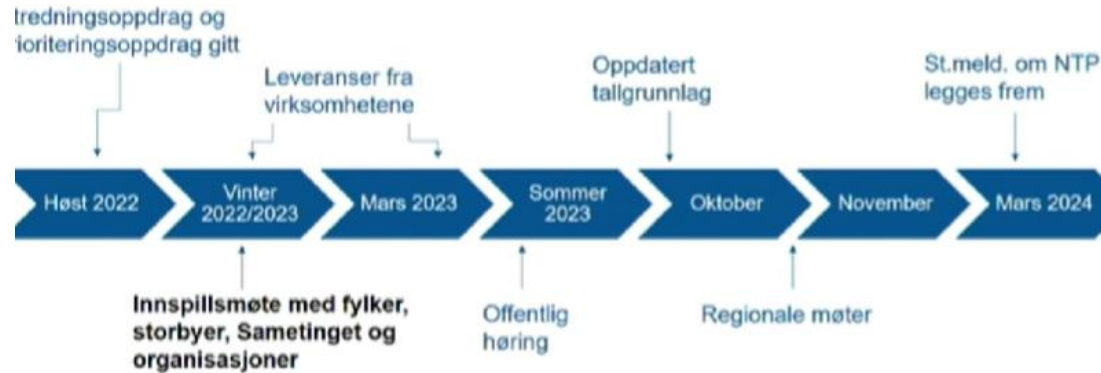 tredningsoppdrag og
ioriteringsoppdrag gitt
Leveranser fra
virksomhetene
Oppdatert
tallgrunnlag
St.meld. om NTP
legges frem
Høst 2022
Vinter
2022/2023
Mars 2023
Sommer
2023
Oktober
November
Mars 2024
Innspillsmøte med fylker,
storbyer, Sametinget og
organisasjoner
Offentlig
høring
Regionale møter